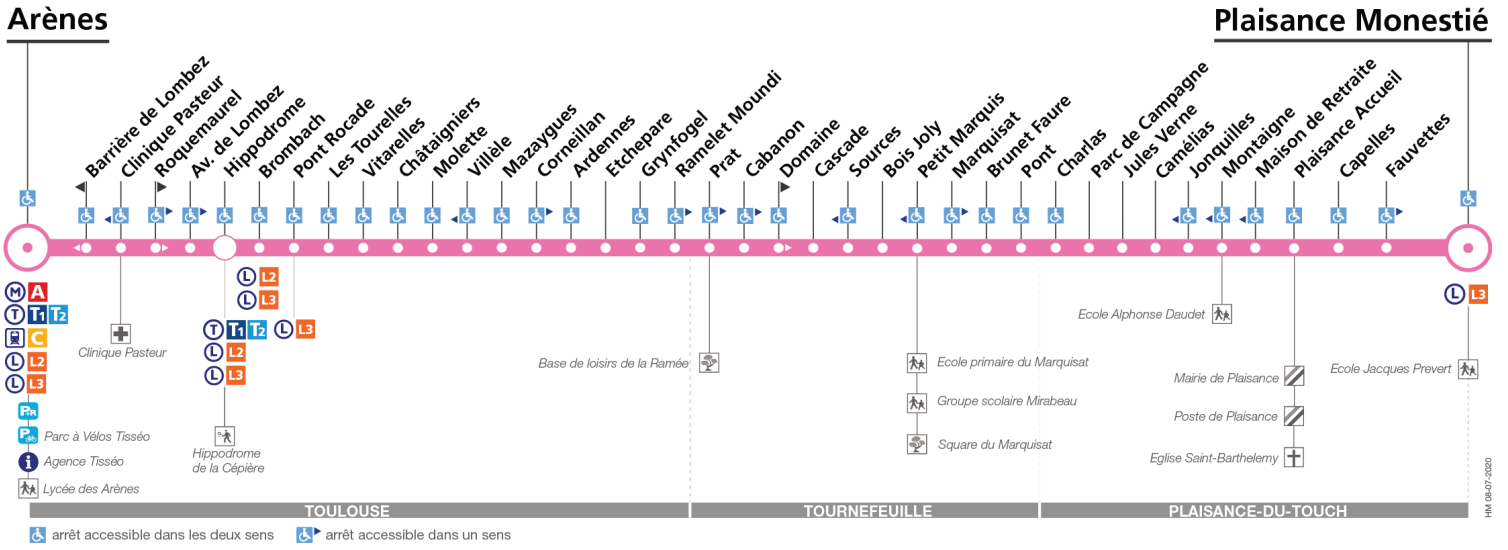 Arènes
Plaisance Monestié
Barrière de Lombez
Clinique Pasteur
Roquemaurel
Av. de Lombez
Hippodrome
Brombach
Pont Rocade
Les Tourelles
Vitarelles
Châtaigniers
Molette
Villèle
Mazaygues
Corneillan
Ardennes
Etchepare
Grynfogel
Ramelet Moundi
Prat
Cabanon
Domaine
Cascade
Sources
Bois Joly
Petit Marquis
Marquisat
Brunet Faure
Pont
Charlas
Parc de Campagne
Jules Verne
Camélias
Jonquilles
Montaigne
Maison de Retraite
Plaisance Accueil
Capelles
Fauvettes
M A
T T1 T2
C
L L2
L L3
P+R
P
Parc à Vélos Tisséo
i Agence Tisséo
Lycée des Arènes
Clinique Pasteur
L L2
L L3
T T1 T2
L L2
L L3
L L3
Hippodrome
de la Cépière
Base de loisirs de la Ramée
Ecole primaire du Marquisat
Groupe scolaire Mirabeau
Square du Marquisat
Ecole Alphonse Daudet
Mairie de Plaisance
Poste de Plaisance
Eglise Saint-Barthelemy
L L3
Ecole Jacques Prevert
TOULOUSE
TOURNEFEUILLE
PLAISANCE-DU-TOUCH
arrêt accessible dans les deux sens
arrêt accessible dans un sens
HM 08-07-2020